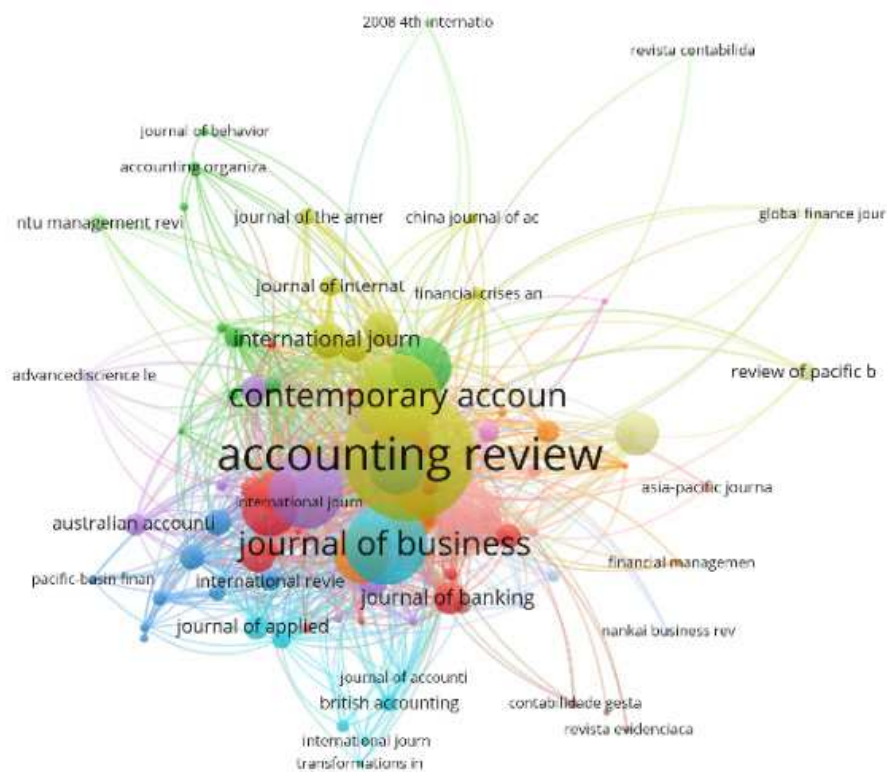 2008 4th internatio
revista contabilida
journal of behavior
accounting organiza
ntu management revi
journal of the amer
china journal of ac
global finance jour
journal of internat
financial crises an
international journ
advancediscience le
review of pacific b
contemporary accoun
accounting review
asia-pacific journa
international journ
australian accounti
journal of business
financial managemen
pacific-basin finan
international revie
journal of banking
journal of applied
nankai business rev
journal of accounti
british accounting
contabilidade gesta
revista evidenciaca
international journ
transformations in